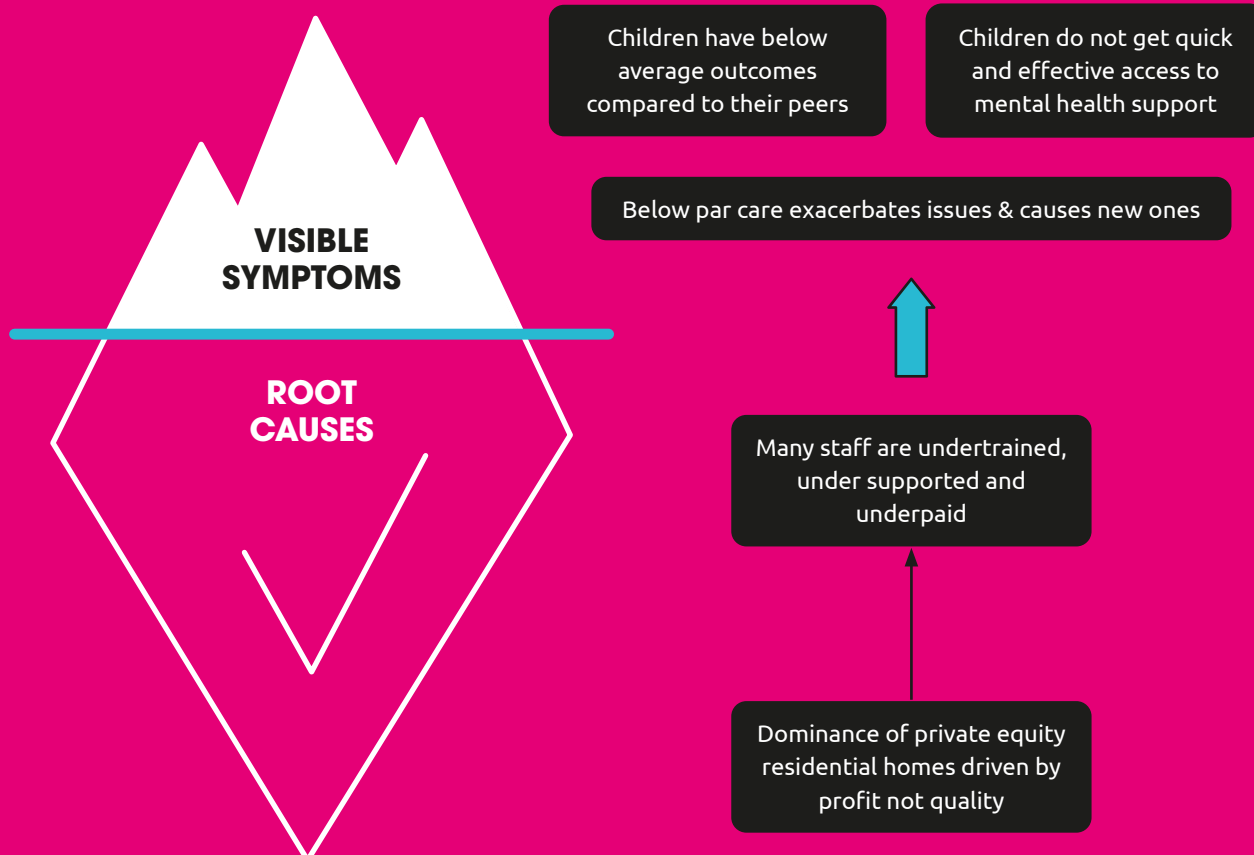 Children have below
average outcomes
compared to their peers
Children do not get quick
and effective access to
mental health support
Below par care exacerbates issues & causes new ones
VISIBLE
SYMPTOMS
ROOT
CAUSES
Many staff are undertrained,
under supported and
underpaid
Dominance of private equity
residential homes driven by
profit not quality